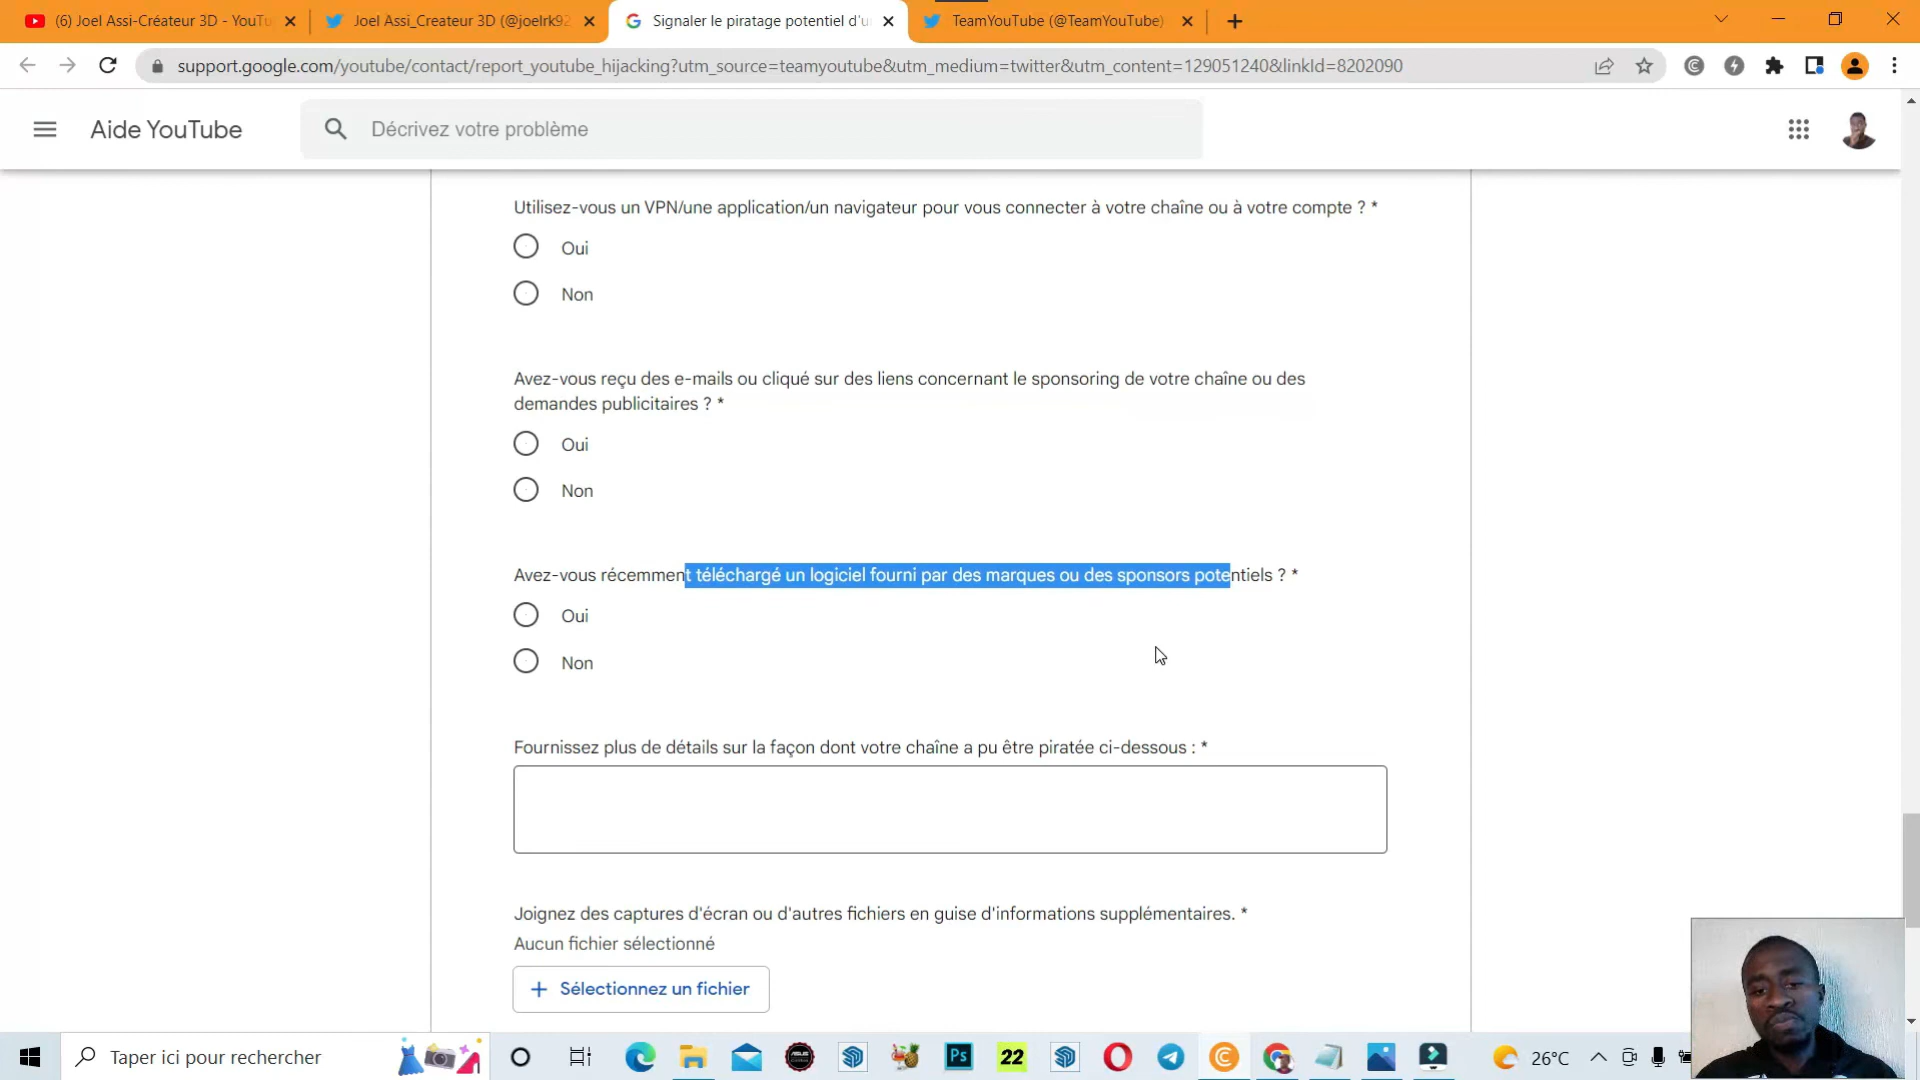 (6) Joel Assi-Créateur 3D - YouTu
Joel Assi_Createur 3D (@joelrk92
Signaler le piratage potentiel d'u
TeamYouTube (@TeamYouTube)
support.google.com/youtube/contact/report_youtube_hijacking?utm_source=teamyoutube&utm_medium=twitter&utm_content=129051240&linkId=8202090
Aide YouTube
Décrivez votre problème
Utilisez-vous un VPN/une application/un navigateur pour vous connecter à votre chaîne ou à votre compte ? *
Oui
Non
Avez-vous reçu des e-mails ou cliqué sur des liens concernant le sponsoring de votre chaîne ou des
demandes publicitaires ? *
Oui
Non
Avez-vous récemment téléchargé un logiciel fourni par des marques ou des sponsors potentiels ? *
Oui
Non
Fournissez plus de détails sur la façon dont votre chaîne a pu être piratée ci-dessous : *
Joignez des captures d'écran ou d'autres fichiers en guise d'informations supplémentaires. *
Aucun fichier sélectionné
+ Sélectionnez un fichier
Taper ici pour rechercher
Ps
22
26°C